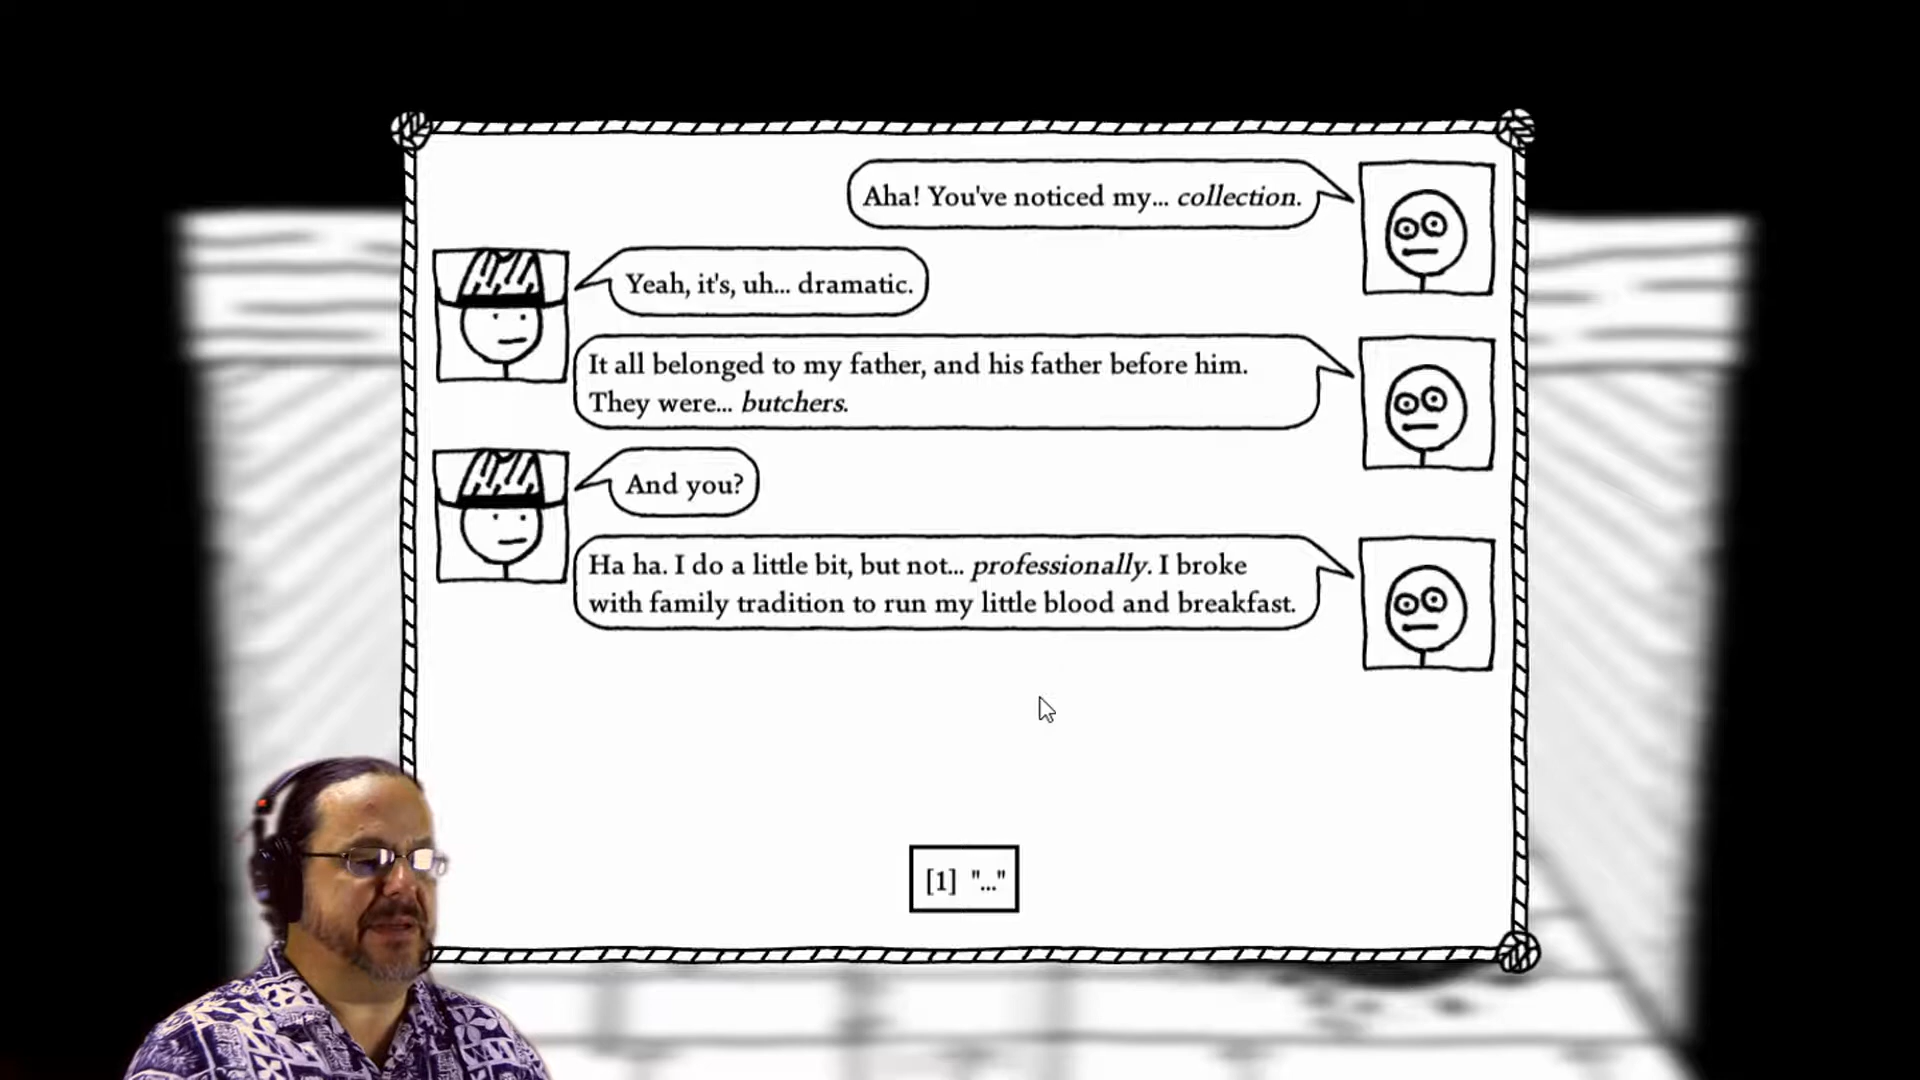 Aha! You've noticed my... collection.
Yeah, it's, uh... dramatic.
It all belonged to my father, and his father before him.
They were... butchers.
And you?
Ha ha. I do a little bit, but not... professionally. I broke
with family tradition to run my little blood and breakfast.
[1] "..."